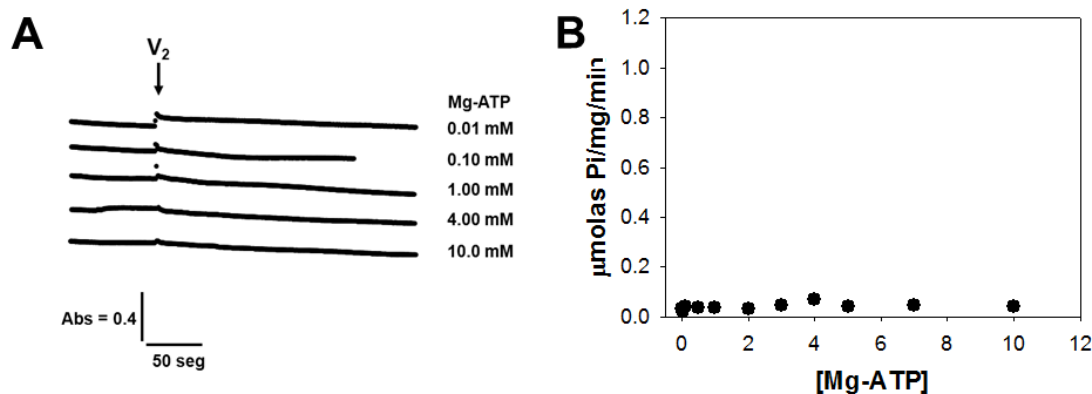 A
V2
Mg-ATP
0.01 mM
0.10 mM
1.00 mM
4.00 mM
10.0 mM
Abs = 0.4
50 seg
B
µmolas Pi/mg/min
1.2
1.0
0.8
0.6
0.4
0.2
0.0
0 2 4 6 8 10 12
[Mg-ATP]